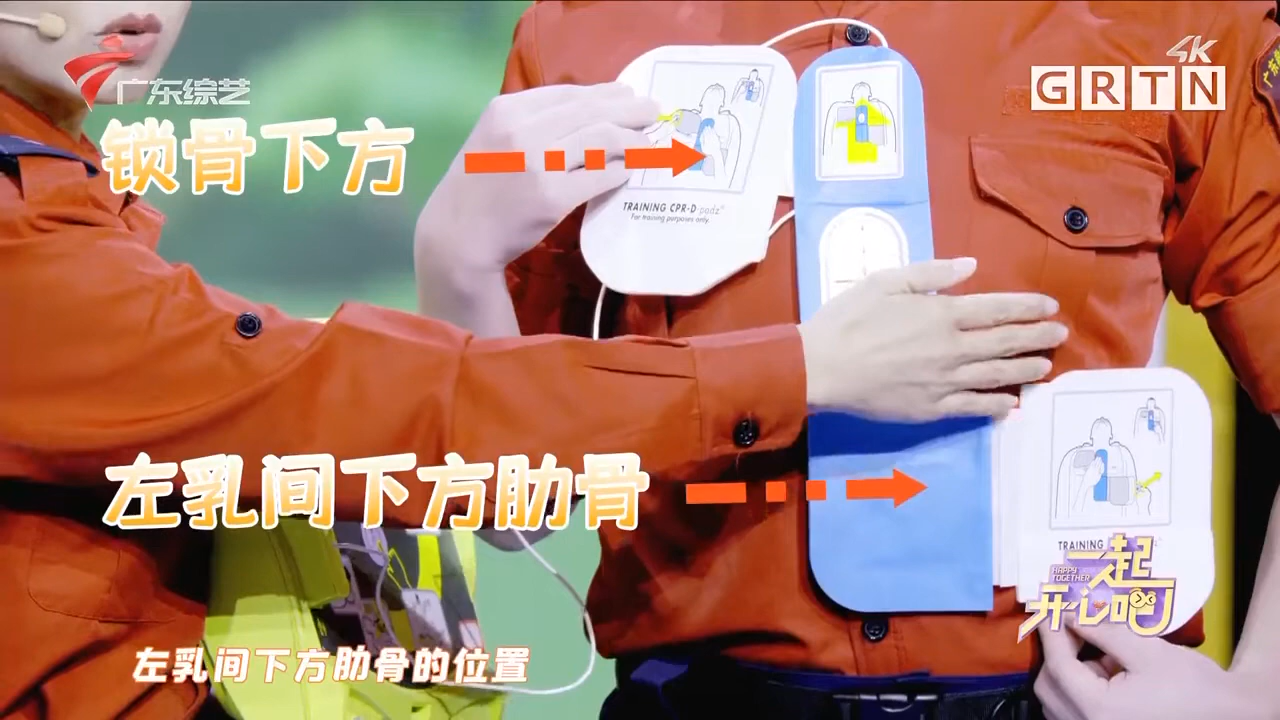 广东综艺
4K
GRTN
锁骨下方
TRAINING CPR-D·padz®
For training purposes only.
左乳间下方肋骨
TRAINING
一起
HAPPY TOGETHER
开心吧
左乳间下方肋骨的位置